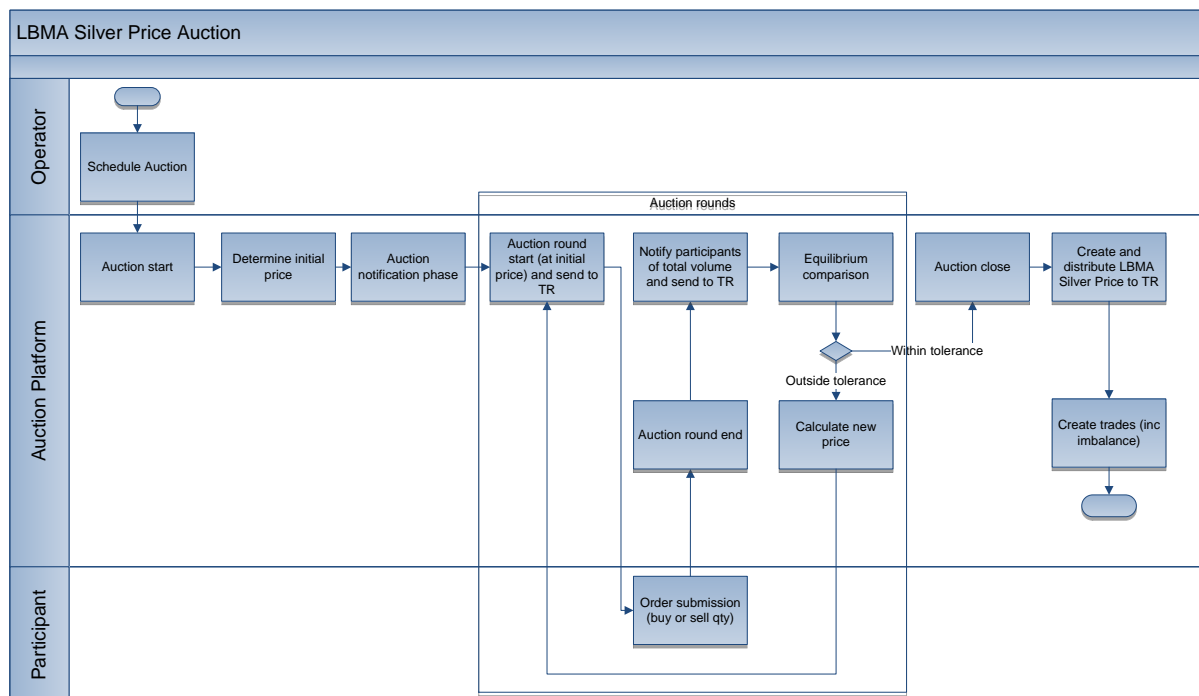 LBMA Silver Price Auction
Operator
Schedule Auction
Auction rounds
Auction Platform
Auction start
Determine initial
price
Auction
notification phase
Auction round
start (at initial
price) and send to
TR
Notify participants
of total volume
and send to TR
Equilibrium
comparison
Auction close
Create and
distribute LBMA
Silver Price to TR
Within tolerance
Outside tolerance
Auction round end
Calculate new
price
Create trades (inc
imbalance)
Participant
Order submission
(buy or sell qty)